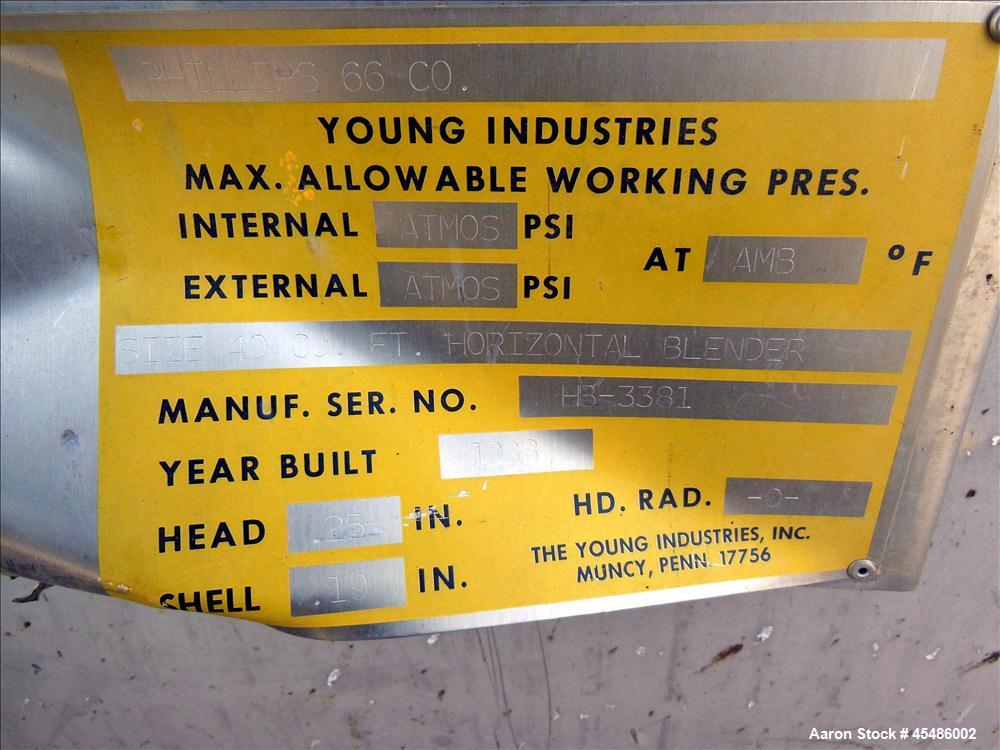 PHILLIPS 66 CO.
YOUNG INDUSTRIES
MAX. ALLOWABLE WORKING PRES.
INTERNAL ATMOS PSI
AT AMB °F
EXTERNAL ATMOS PSI
SIZE 40 CU. FT. HORIZONTAL BLENDER
MANUF. SER. NO. HB-3381
YEAR BUILT 1988
HEAD .25 IN.
HD. RAD. -0-
SHELL .19 IN.
THE YOUNG INDUSTRIES, INC.
MUNCY, PENN. 17756
Aaron Stock # 45486002